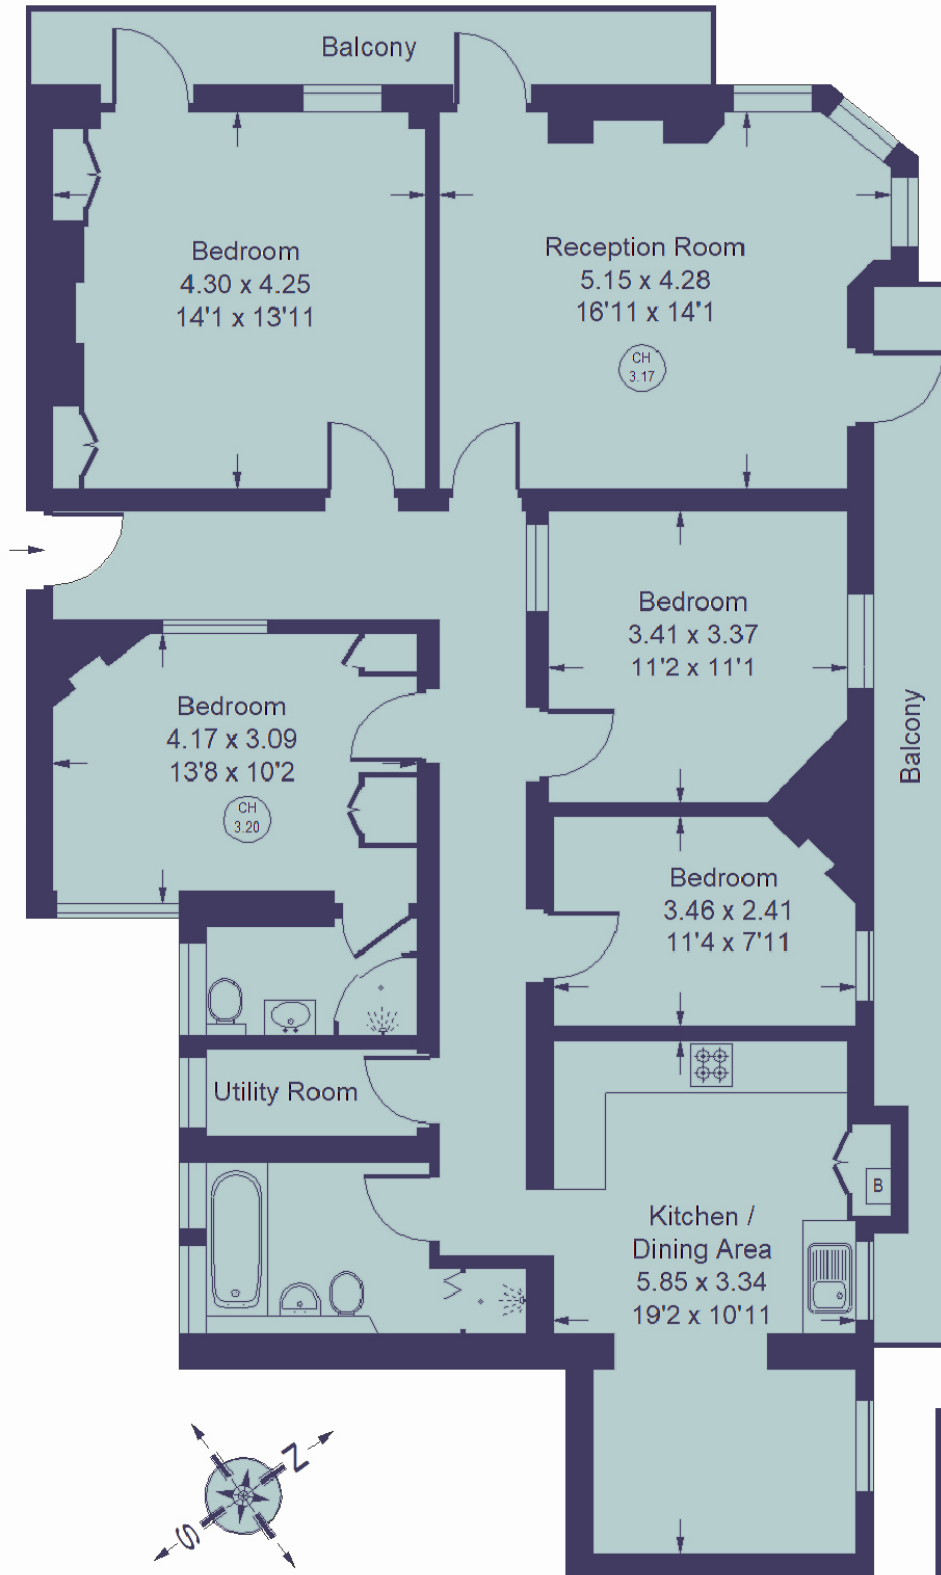 Balcony
Bedroom
4.30 x 4.25
14'1 x 13'11
Reception Room
5.15 x 4.28
16'11 x 14'1
CH
3.17
Bedroom
3.41 x 3.37
11'2 x 11'1
Bedroom
4.17 x 3.09
13'8 x 10'2
CH
3.20
Balcony
Bedroom
3.46 x 2.41
11'4 x 7'11
Utility Room
B
Kitchen /
Dining Area
5.85 x 3.34
19'2 x 10'11
N
S